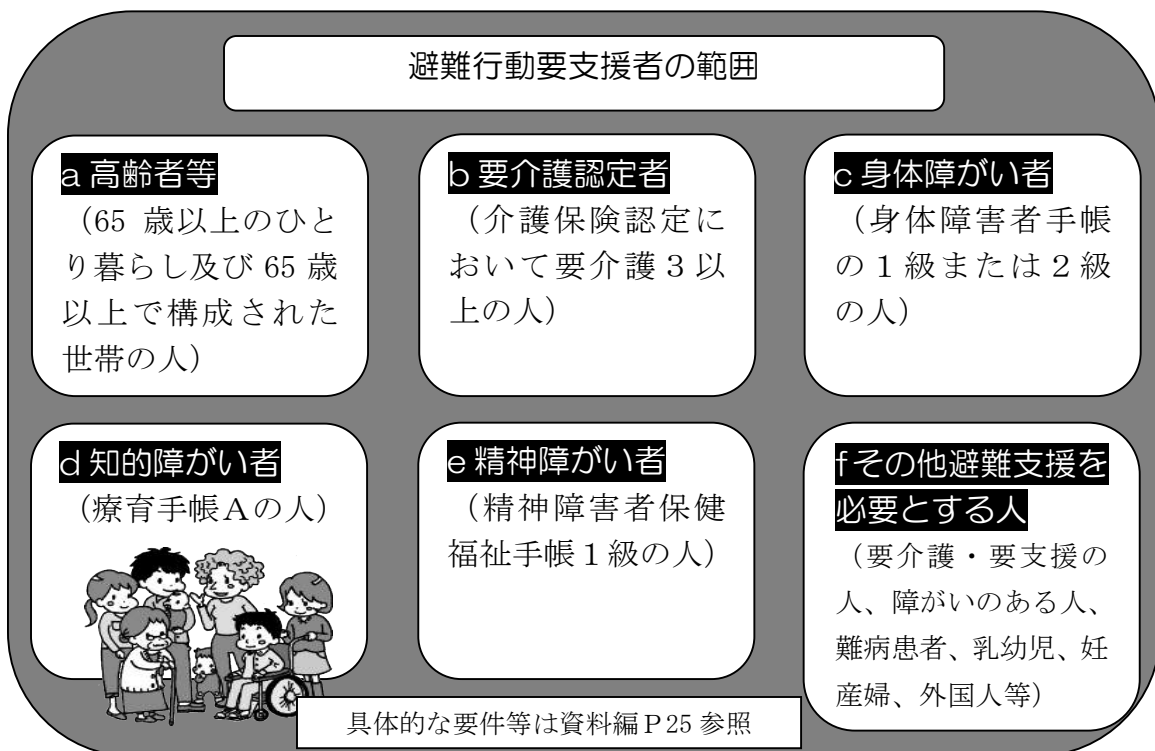 避難行動要支援者の範囲
a 高齢者等
（65 歳以上のひと
り暮らし及び 65 歳
以上で構成された
世帯の人）
b 要介護認定者
（介護保険認定に
おいて要介護３以
上の人）
c 身体障がい者
（身体障害者手帳
の１級または２級
の人）
d 知的障がい者
（療育手帳Ａの人）
e 精神障がい者
（精神障害者保健
福祉手帳１級の人）
f その他避難支援を
必要とする人
（要介護・要支援の
人、障がいのある人、
難病患者、乳幼児、妊
産婦、外国人等）
具体的な要件等は資料編Ｐ25 参照